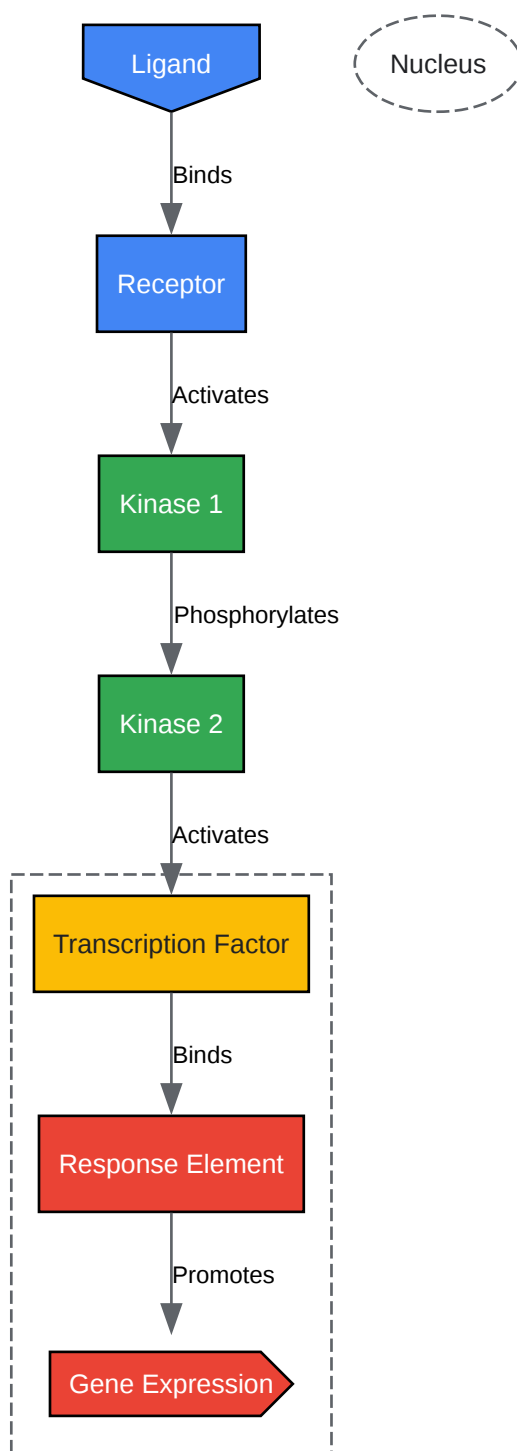 Ligand
Nucleus
Binds
Receptor
Activates
Kinase 1
Phosphorylates
Kinase 2
Activates
Transcription Factor
Binds
Response Element
Promotes
Gene Expression